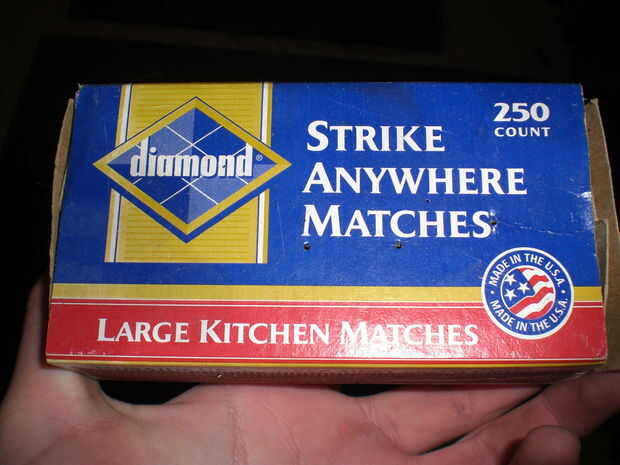 diamond®
STRIKE
ANYWHERE
MATCHES
250
COUNT
MADE IN THE U.S.A.
MADE IN THE U.S.A.
LARGE KITCHEN MATCHES